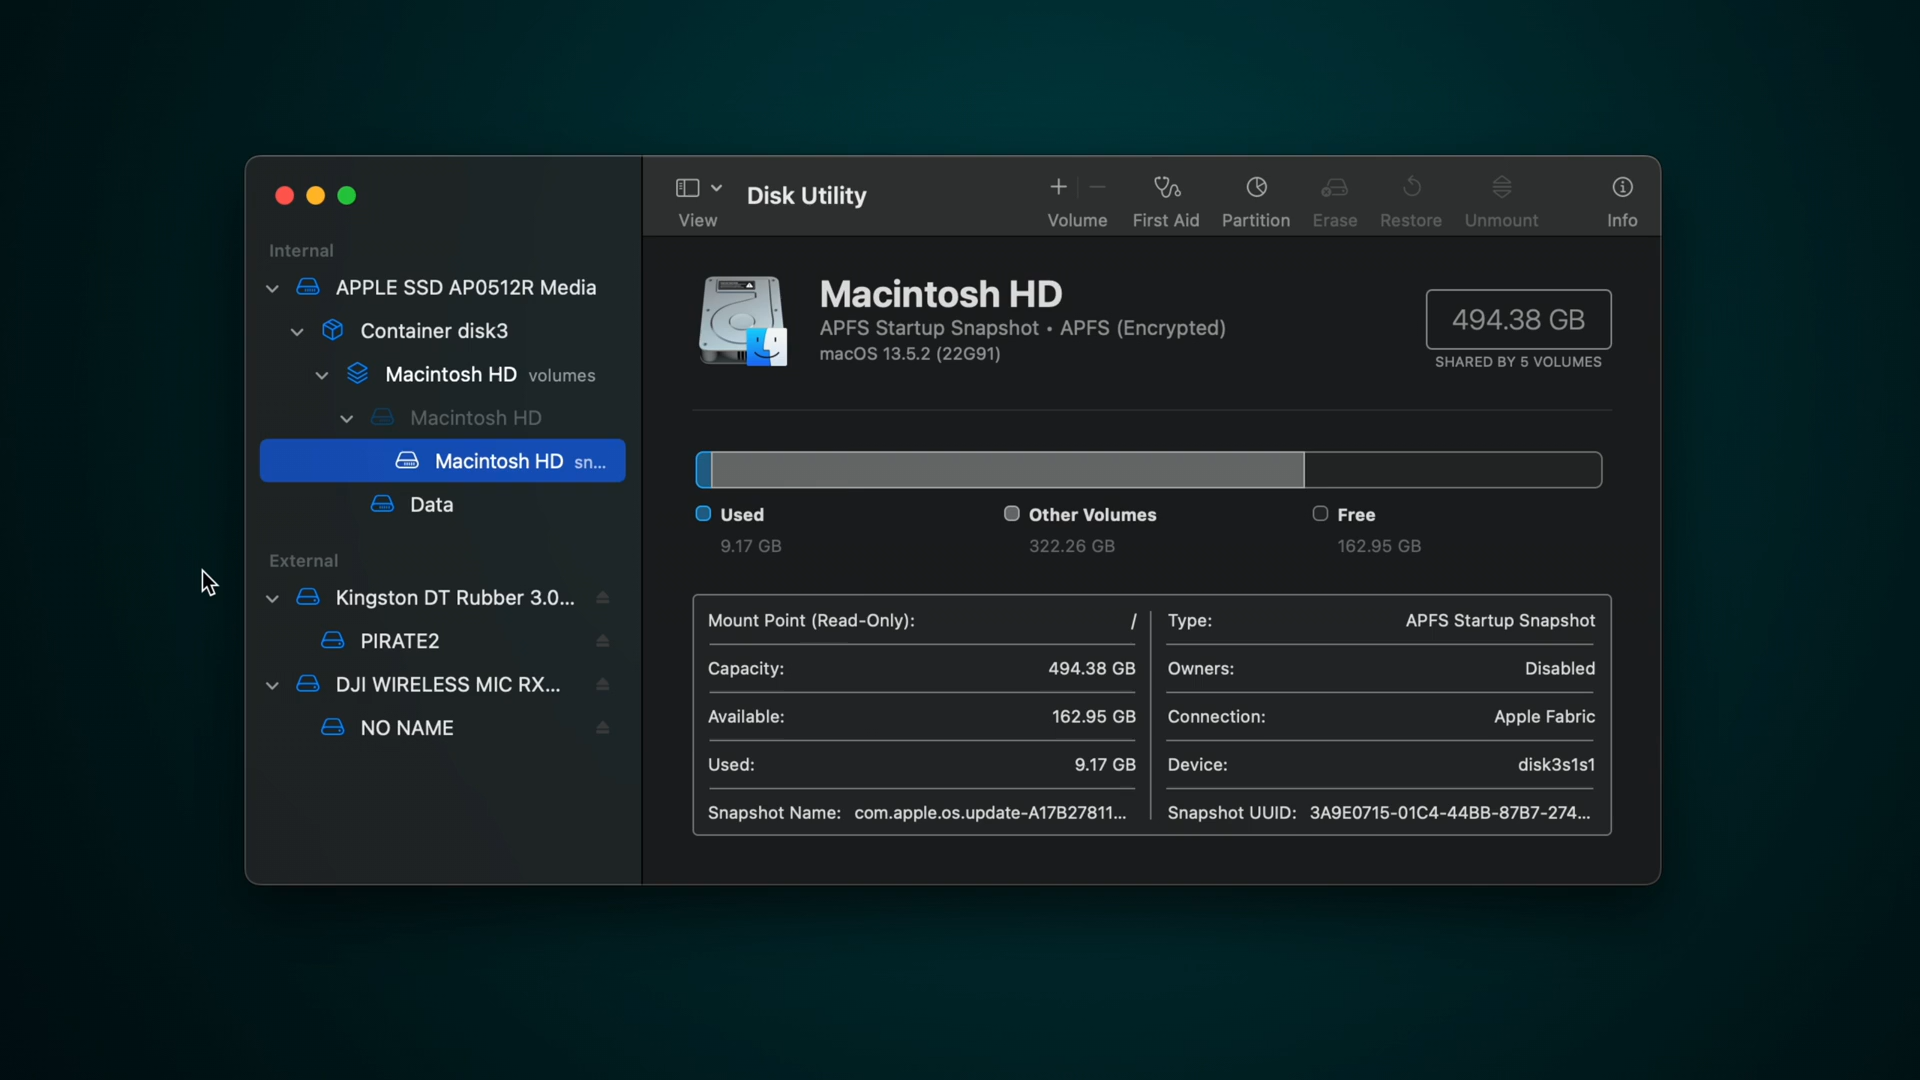 View
Disk Utility
Volume
First Aid
Partition
Erase
Restore
Unmount
Info
Internal
APPLE SSD AP0512R Media
Container disk3
Macintosh HD volumes
Macintosh HD
Macintosh HD sn...
Data
External
Kingston DT Rubber 3.0...
PIRATE2
DJI WIRELESS MIC RX...
NO NAME
Macintosh HD
APFS Startup Snapshot • APFS (Encrypted)
macOS 13.5.2 (22G91)
494.38 GB
SHARED BY 5 VOLUMES
Used
9.17 GB
Other Volumes
322.26 GB
Free
162.95 GB
Mount Point (Read-Only): /
Capacity: 494.38 GB
Available: 162.95 GB
Used: 9.17 GB
Snapshot Name: com.apple.os.update-A17B27811...
Type: APFS Startup Snapshot
Owners: Disabled
Connection: Apple Fabric
Device: disk3s1s1
Snapshot UUID: 3A9E0715-01C4-44BB-87B7-274...